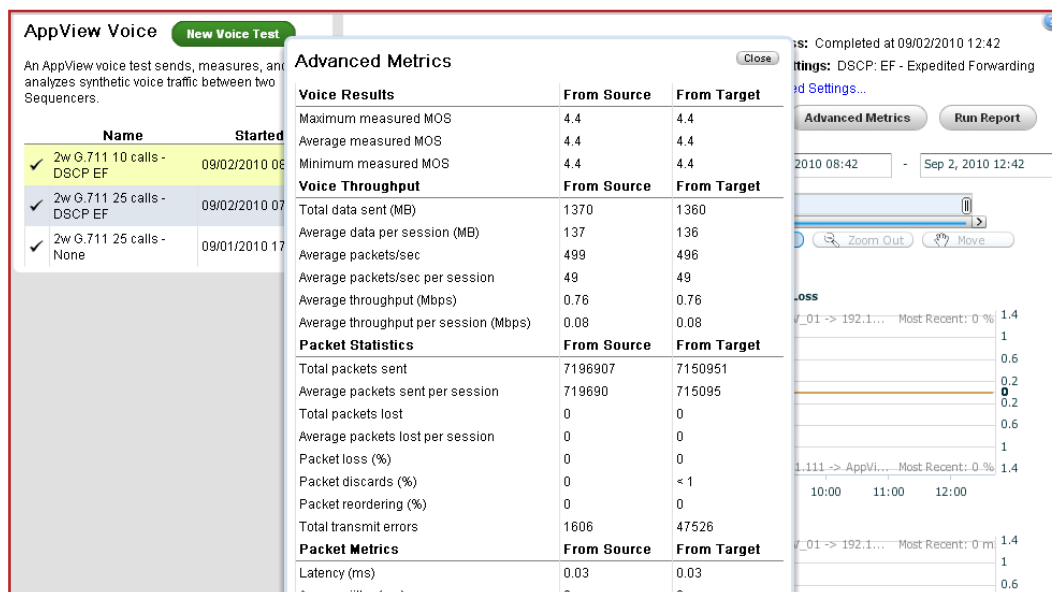 AppView Voice
New Voice Test
An AppView voice test sends, measures, and
analyzes synthetic voice traffic between two
Sequencers.
Name Started
2w G.711 10 calls -
DSCP EF
09/02/2010 08
2w G.711 25 calls -
DSCP EF
09/02/2010 07
2w G.711 25 calls -
None
09/01/2010 17
Advanced Metrics
Close
Voice Results From Source From Target
Maximum measured MOS 4.4 4.4
Average measured MOS 4.4 4.4
Minimum measured MOS 4.4 4.4
Voice Throughput From Source From Target
Total data sent (MB) 1370 1360
Average data per session (MB) 137 136
Average packets/sec 499 496
Average packets/sec per session 49 49
Average throughput (Mbps) 0.76 0.76
Average throughput per session (Mbps) 0.08 0.08
Packet Statistics From Source From Target
Total packets sent 7196907 7150951
Average packets sent per session 719690 715095
Total packets lost 0 0
Average packets lost per session 0 0
Packet loss (%) 0 0
Packet discards (%) 0 < 1
Packet reordering (%) 0 0
Total transmit errors 1606 47526
Packet Metrics From Source From Target
Latency (ms) 0.03 0.03
ss: Completed at 09/02/2010 12:42
ttings: DSCP: EF - Expedited Forwarding
ed Settings...
Advanced Metrics
Run Report
2010 08:42 - Sep 2, 2010 12:42
Zoom Out
Move
Loss
V_01 -> 192.1... Most Recent: 0 %
1.4
1
0.6
0.2
0
0.2
0.6
1
1.111 -> AppVi... Most Recent: 0 % 1.4
10:00 11:00 12:00
V_01 -> 192.1... Most Recent: 0 m
1.4
1
0.6